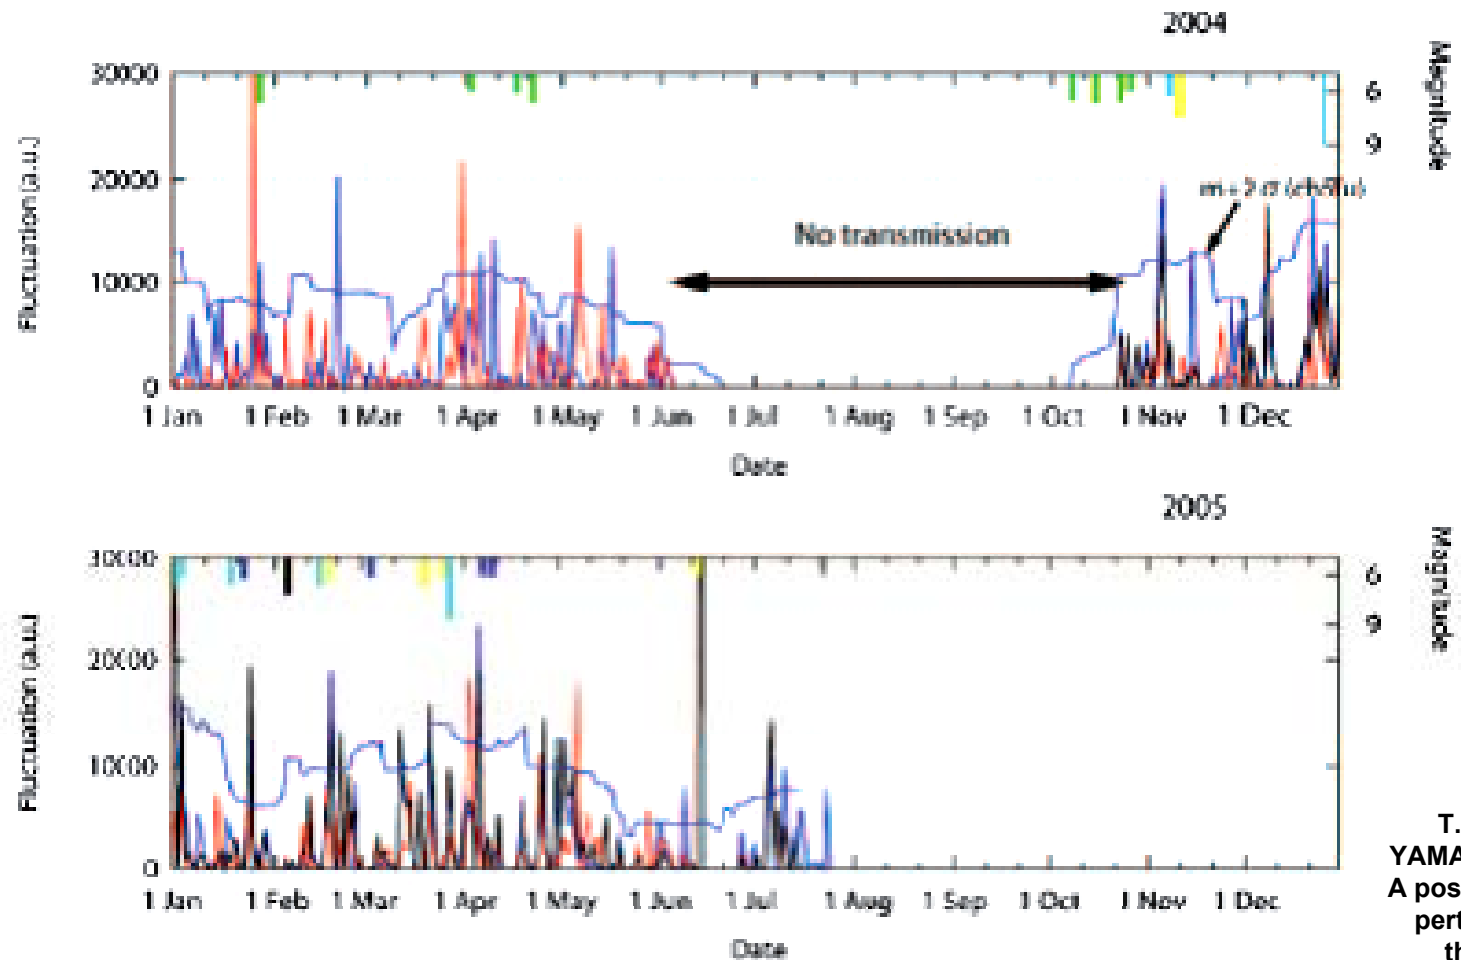 2004
30000
20000
10000
0
Fluctuation (a.u.)
6
9
Magnitude
No transmission
1 Jan 1 Feb 1 Mar 1 Apr 1 May 1 Jun 1 Jul 1 Aug 1 Sep 1 Oct 1 Nov 1 Dec
Date
2005
30000
20000
10000
0
Fluctuation (a.u.)
6
9
Magnitude
1 Jan 1 Feb 1 Mar 1 Apr 1 May 1 Jun 1 Jul 1 Aug 1 Sep 1 Oct 1 Nov 1 Dec
Date
T.
YAMA
A pos
pert
th